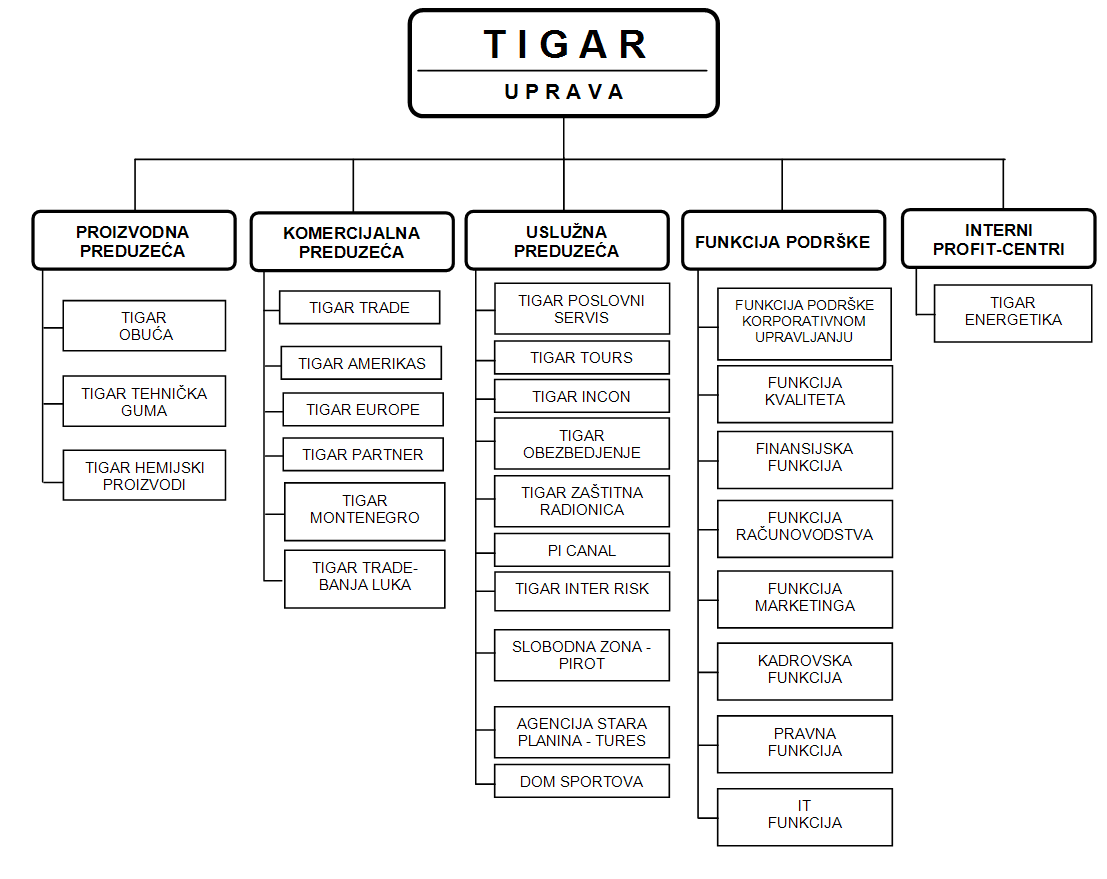 TIGAR
UPRAVA
PROIZVODNA
PREDUZEĆA
TIGAR
OBUĆA
TIGAR TEHNIČKA
GUMA
TIGAR HEMIJSKI
PROIZVODI
KOMERCIJALNA
PREDUZEĆA
TIGAR TRADE
TIGAR AMERIKAS
TIGAR EUROPE
TIGAR PARTNER
TIGAR
MONTENEGRO
TIGAR TRADE-
BANJA LUKA
USLUŽNA
PREDUZEĆA
TIGAR POSLOVNI
SERVIS
TIGAR TOURS
TIGAR INCON
TIGAR
OBEZBEDJENJE
TIGAR ZAŠTITNA
RADIONICA
PI CANAL
TIGAR INTER RISK
SLOBODNA ZONA -
PIROT
AGENCIJA STARA
PLANINA - TURES
DOM SPORTOVA
FUNKCIJA PODRŠKE
FUNKCIJA PODRŠKE
KORPORATIVNOM
UPRAVLJANJU
FUNKCIJA
KVALITETA
FINANSIJSKA
FUNKCIJA
FUNKCIJA
RAČUNOVODSTVA
FUNKCIJA
MARKETINGA
KADROVSKA
FUNKCIJA
PRAVNA
FUNKCIJA
IT
FUNKCIJA
INTERNI
PROFIT-CENTRI
TIGAR
ENERGETIKA